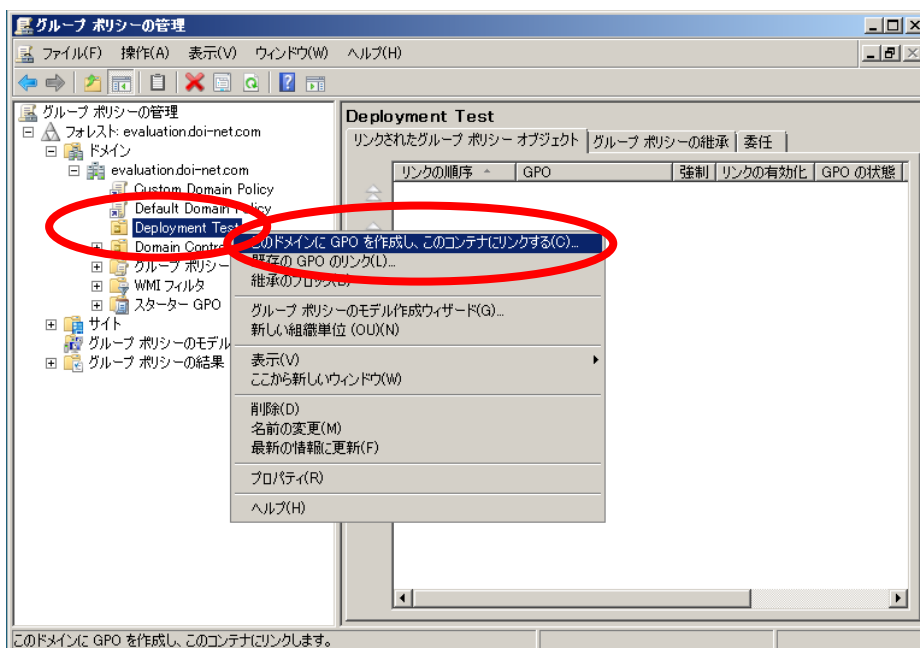 グループ ポリシーの管理
ファイル(F) 操作(A) 表示(V) ウィンドウ(W) ヘルプ(H)
グループ ポリシーの管理
フォレスト: evaluation.doi-net.com
ドメイン
evaluation.doi-net.com
Custom Domain Policy
Default Domain Policy
Deployment Test
Domain Contro
グループ ポリシー
WMI フィルタ
スターター GPO
サイト
グループ ポリシーのモデル
グループ ポリシーの結果
Deployment Test
リンクされたグループ ポリシー オブジェクト グループ ポリシーの継承 委任
リンクの順序 GPO 強制 リンクの有効化 GPO の状態
このドメインに GPO を作成し、このコンテナにリンクする(C)...
既存の GPO のリンク(L)...
継承のブロック(B)
グループ ポリシーのモデル作成ウィザード(G)...
新しい組織単位 (OU)(N)
表示(V)
ここから新しいウィンドウ(W)
削除(D)
名前の変更(M)
最新の情報に更新(F)
プロパティ(R)
ヘルプ(H)
このドメインに GPO を作成し、このコンテナにリンクします。